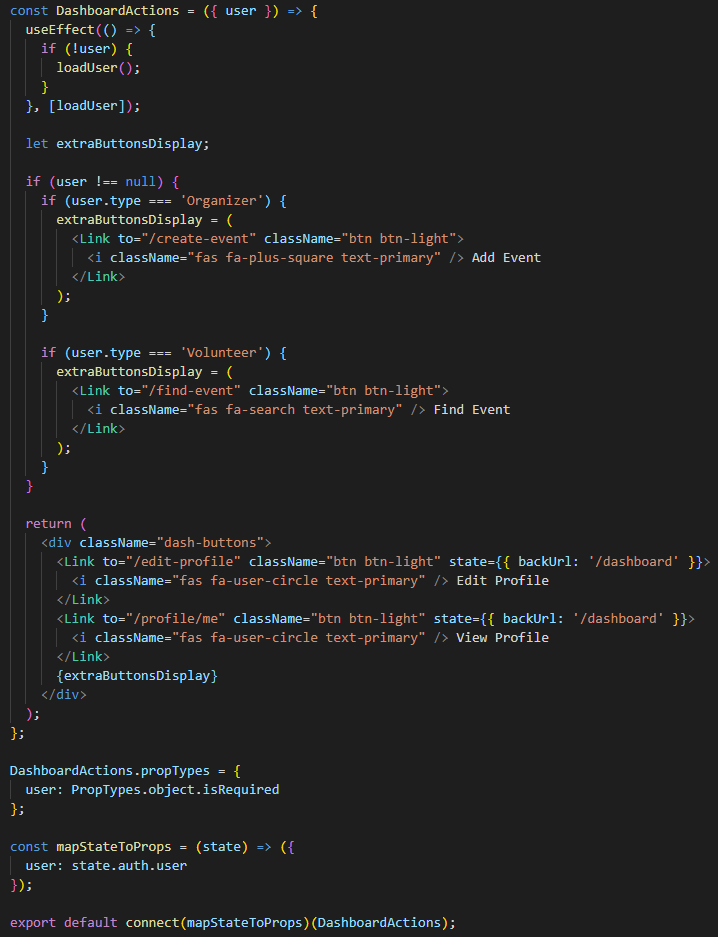 const DashboardActions = ({ user }) => {
  useEffect(() => {
    if (!user) {
      loadUser();
    }
  }, [loadUser]);

  let extraButtonsDisplay;

  if (user !== null) {
    if (user.type === 'Organizer') {
      extraButtonsDisplay = (
        <Link to="/create-event" className="btn btn-light">
          <i className="fas fa-plus-square text-primary" /> Add Event
        </Link>
      );
    }

    if (user.type === 'Volunteer') {
      extraButtonsDisplay = (
        <Link to="/find-event" className="btn btn-light">
          <i className="fas fa-search text-primary" /> Find Event
        </Link>
      );
    }
  }

  return (
    <div className="dash-buttons">
      <Link to="/edit-profile" className="btn btn-light" state={{ backUrl: '/dashboard' }}>
        <i className="fas fa-user-circle text-primary" /> Edit Profile
      </Link>
      <Link to="/profile/me" className="btn btn-light" state={{ backUrl: '/dashboard' }}>
        <i className="fas fa-user-circle text-primary" /> View Profile
      </Link>
      {extraButtonsDisplay}
    </div>
  );
};

DashboardActions.propTypes = {
  user: PropTypes.object.isRequired
};

const mapStateToProps = (state) => ({
  user: state.auth.user
});

export default connect(mapStateToProps)(DashboardActions);